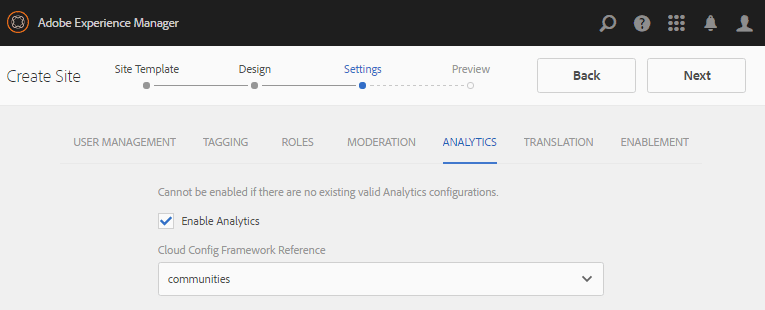 Adobe Experience Manager
Create Site
Site Template Design Settings Preview
Back Next
USER MANAGEMENT TAGGING ROLES MODERATION ANALYTICS TRANSLATION ENABLEMENT
Cannot be enabled if there are no existing valid Analytics configurations.
Enable Analytics
Cloud Config Framework Reference
communities